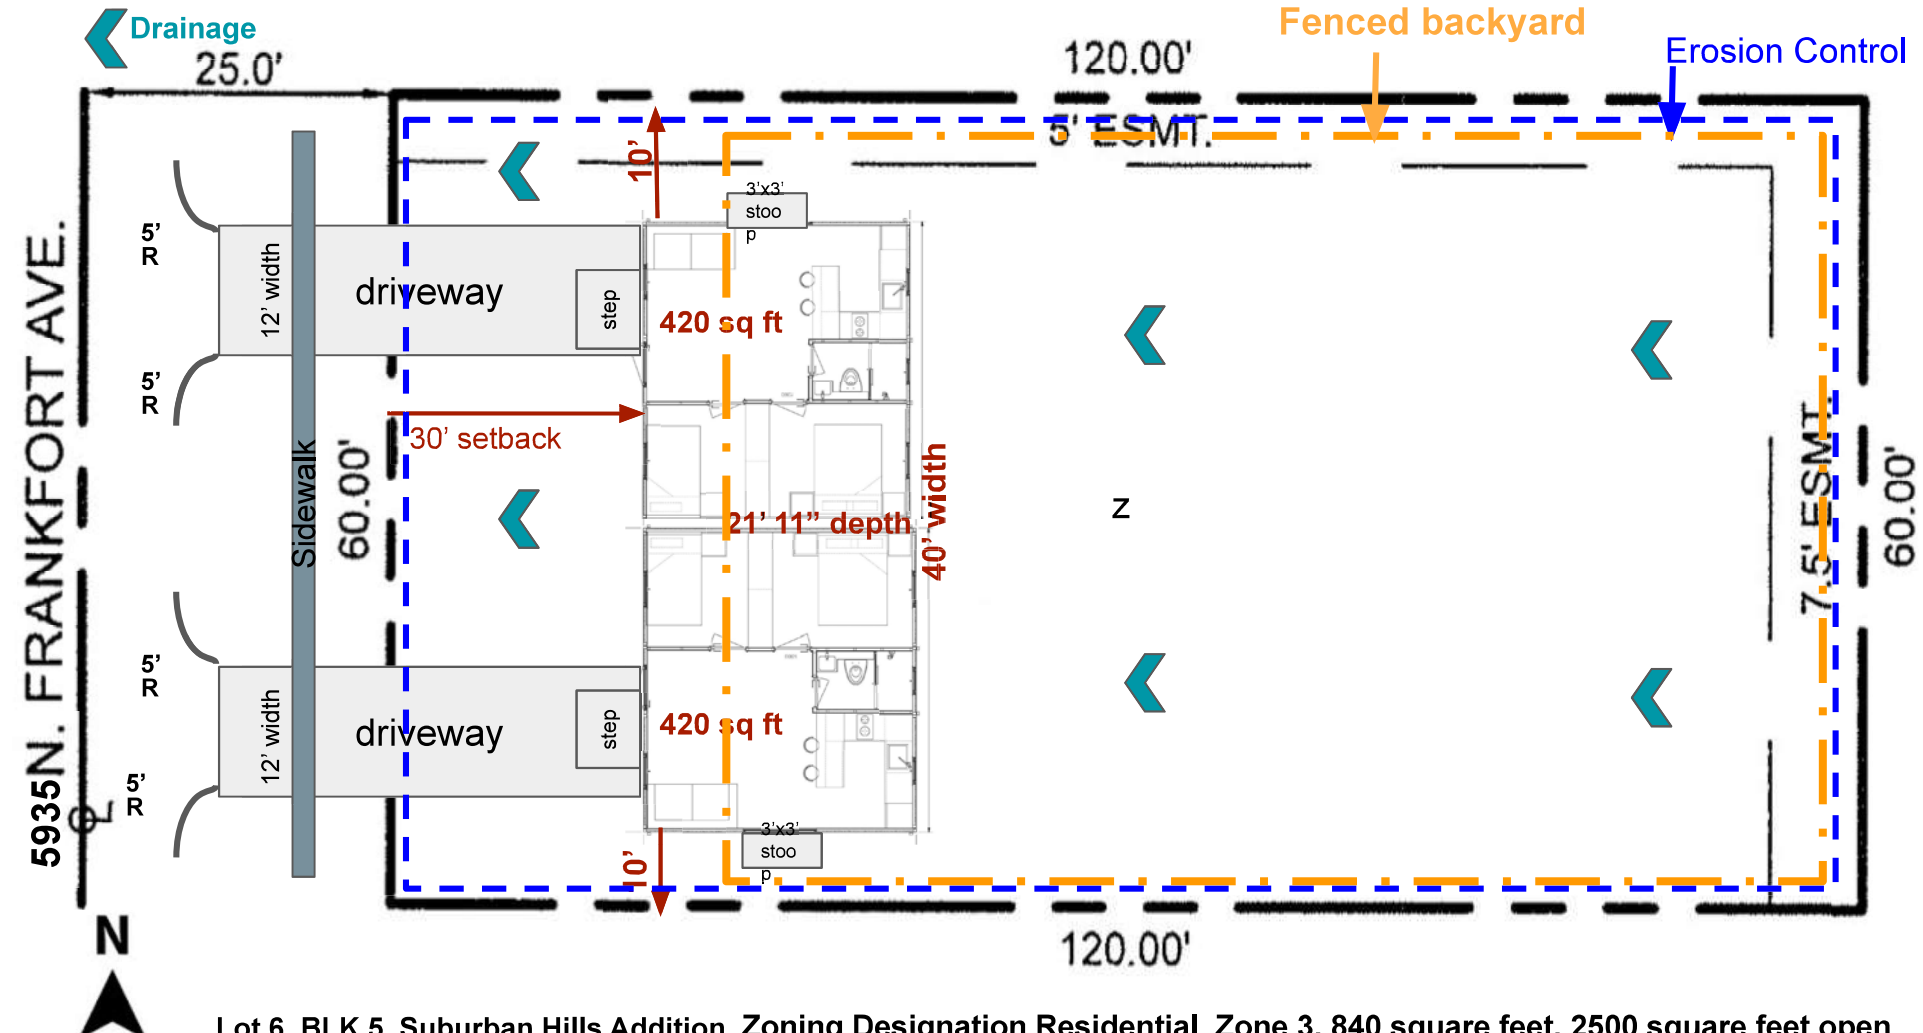 Drainage
Fenced backyard
Erosion Control
25.0'
120.00'
5' ESMT.
10'
3'x3'
stoo
p
5'
R
12' width
driveway
step
420 sq ft
5'
R
30' setback
Sidewalk
60.00'
5935 N. FRANKFORT AVE.
21' 11" depth
40' width
z
7.5' ESMT.
60.00'
5'
R
12' width
driveway
step
420 sq ft
5'
R
3'x3'
stoo
p
10'
120.00'
N
Lot 6, BLK 5, Suburban Hills Addition, Zoning Designation Residential, Zone 3, 840 square feet, 2500 square feet open